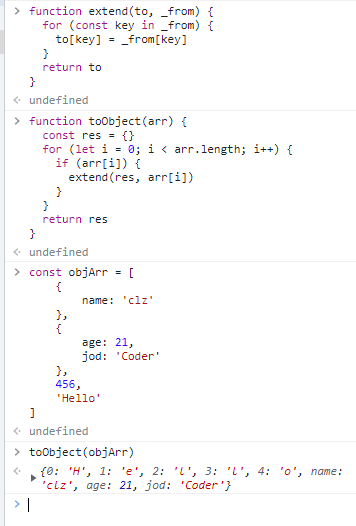 function extend(to, _from) {
for (const key in _from) {
to[key] = _from[key]
}
return to
}
undefined
function toObject(arr) {
const res = {}
for (let i = 0; i < arr.length; i++) {
if (arr[i]) {
extend(res, arr[i])
}
}
return res
}
undefined
const objArr = [
{
name: 'clz'
},
{
age: 21,
jod: 'Coder'
},
456,
'Hello'
]
undefined
toObject(objArr)
{0: 'H', 1: 'e', 2: 'l', 3: 'l', 4: 'o', name:
'clz', age: 21, jod: 'Coder'}